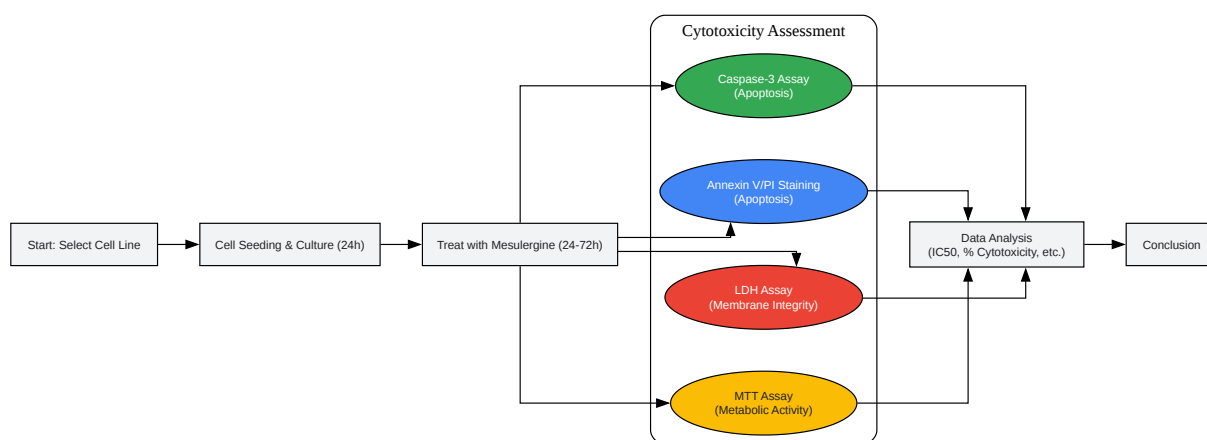 Cytotoxicity Assessment
Caspase-3 Assay
(Apoptosis)
Annexin V/PI Staining
(Apoptosis)
Start: Select Cell Line
Cell Seeding & Culture (24h)
Treat with Mesulergine (24-72h)
Data Analysis
(IC50, % Cytotoxicity, etc.)
Conclusion
LDH Assay
(Membrane Integrity)
MTT Assay
(Metabolic Activity)